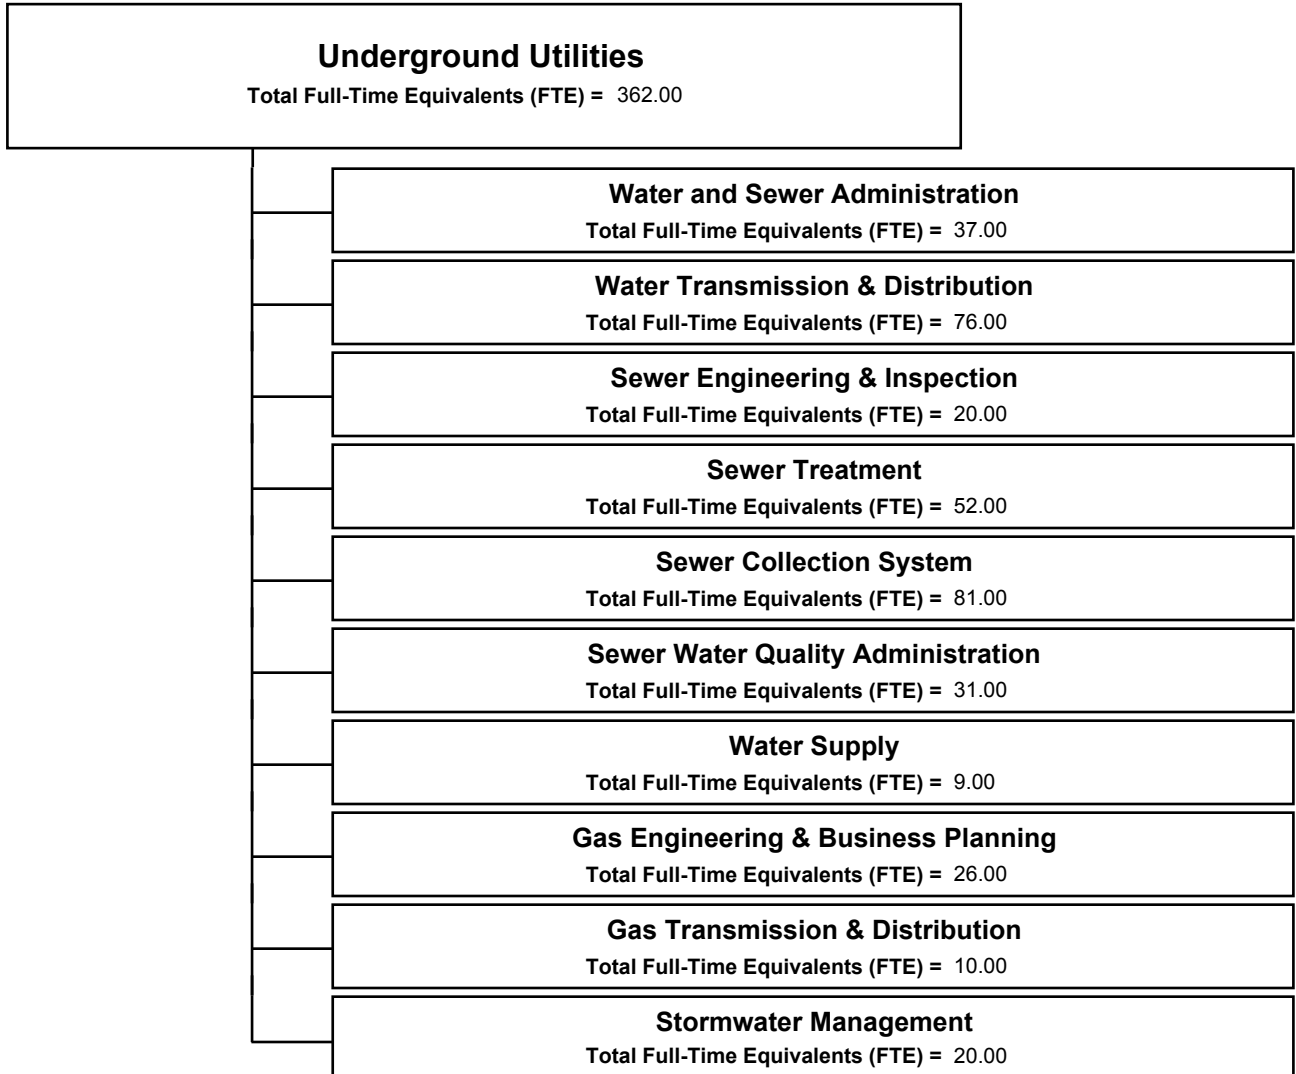 Underground Utilities
Total Full-Time Equivalents (FTE) = 362.00
Water and Sewer Administration
Total Full-Time Equivalents (FTE) = 37.00
Water Transmission & Distribution
Total Full-Time Equivalents (FTE) = 76.00
Sewer Engineering & Inspection
Total Full-Time Equivalents (FTE) = 20.00
Sewer Treatment
Total Full-Time Equivalents (FTE) = 52.00
Sewer Collection System
Total Full-Time Equivalents (FTE) = 81.00
Sewer Water Quality Administration
Total Full-Time Equivalents (FTE) = 31.00
Water Supply
Total Full-Time Equivalents (FTE) = 9.00
Gas Engineering & Business Planning
Total Full-Time Equivalents (FTE) = 26.00
Gas Transmission & Distribution
Total Full-Time Equivalents (FTE) = 10.00
Stormwater Management
Total Full-Time Equivalents (FTE) = 20.00